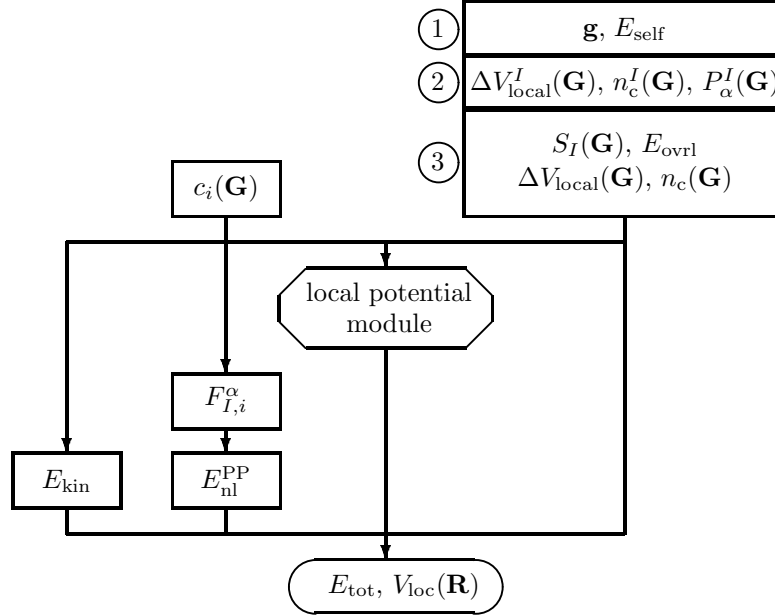 1 𝐠, E_self
2 ΔV^I_local(𝐆), n^I_c(𝐆), P^I_α(𝐆)
3 S_I(𝐆), E_ovrl
ΔV_local(𝐆), n_c(𝐆)
c_i(𝐆)
local potential
module
F^α_{I,i}
E_kin
E^PP_nl
E_tot, V_loc(𝐑)